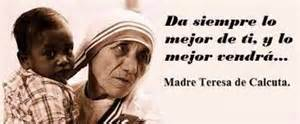 Da siempre lo
mejor de ti, y lo
mejor vendrá...
Madre Teresa de Calcuta.